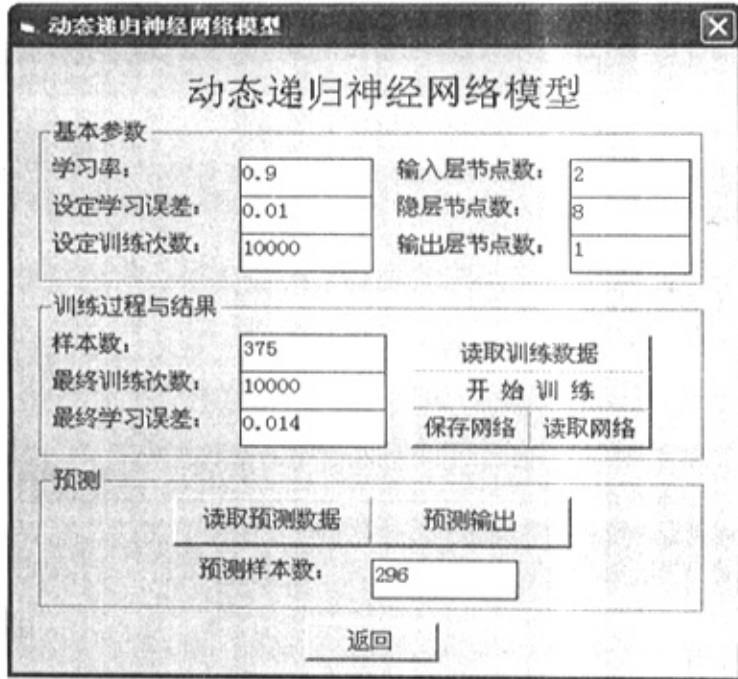 动态递归神经网络模型
动态递归神经网络模型
基本参数
学习率： 0.9 输入层节点数： 2
设定学习误差： 0.01 隐层节点数： 8
设定训练次数： 10000 输出层节点数： 1
训练过程与结果
样本数： 375 读取训练数据
最终训练次数： 10000 开始训练
最终学习误差： 0.014 保存网络 读取网络
预测
读取预测数据 预测输出
预测样本数： 296
返回